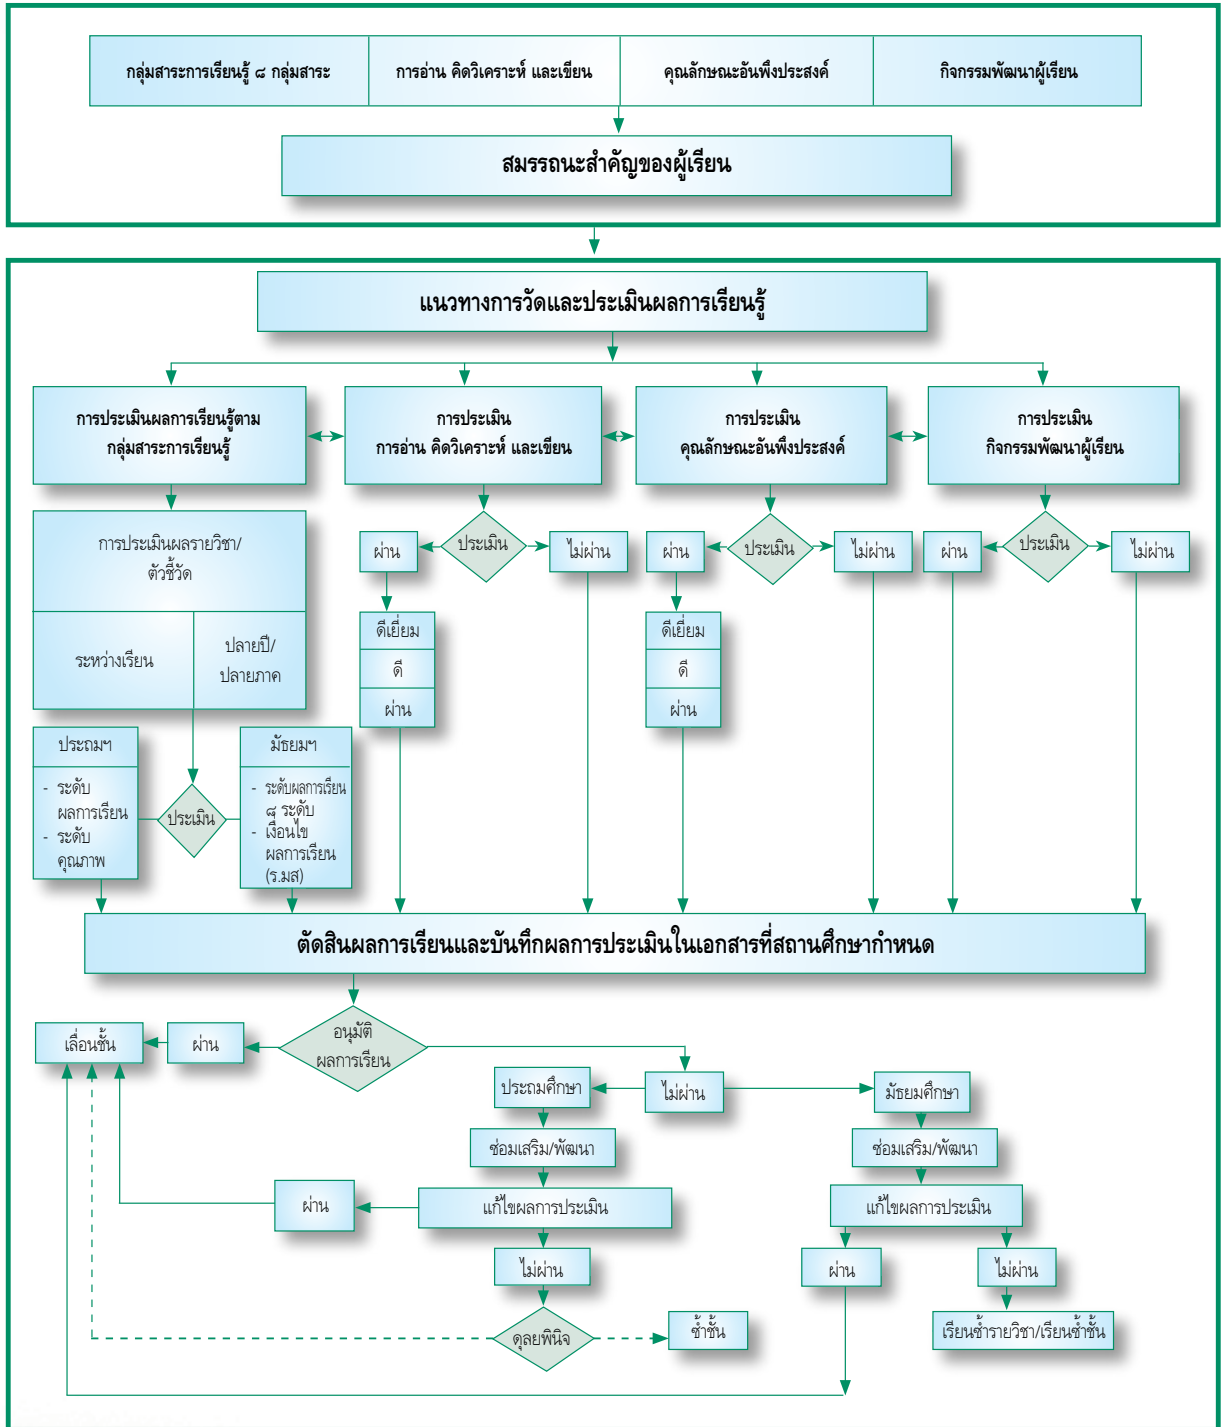 กลุ่มสาระการเรียนรู้ ๘ กลุ่มสาระ
การอ่าน คิดวิเคราะห์ และเขียน
คุณลักษณะอันพึงประสงค์
กิจกรรมพัฒนาผู้เรียน
สมรรถนะสำคัญของผู้เรียน
แนวทางการวัดและประเมินผลการเรียนรู้
การประเมินผลการเรียนรู้ตาม
กลุ่มสาระการเรียนรู้
การประเมิน
การอ่าน คิดวิเคราะห์ และเขียน
การประเมิน
คุณลักษณะอันพึงประสงค์
การประเมิน
กิจกรรมพัฒนาผู้เรียน
การประเมินผลรายวิชา/
ตัวชี้วัด
ระหว่างเรียน
ปลายปี/
ปลายภาค
ผ่าน
ประเมิน
ไม่ผ่าน
ดีเยี่ยม
ดี
ผ่าน
ผ่าน
ประเมิน
ไม่ผ่าน
ดีเยี่ยม
ดี
ผ่าน
ผ่าน
ประเมิน
ไม่ผ่าน
ประถมฯ
- ระดับ
ผลการเรียน
- ระดับ
คุณภาพ
ประเมิน
มัธยมฯ
- ระดับผลการเรียน
๘ ระดับ
- เงื่อนไข
ผลการเรียน
(ร.มส)
ตัดสินผลการเรียนและบันทึกผลการประเมินในเอกสารที่สถานศึกษากำหนด
เลื่อนชั้น
ผ่าน
อนุมัติ
ผลการเรียน
ประถมศึกษา
ไม่ผ่าน
มัธยมศึกษา
ซ่อมเสริม/พัฒนา
ซ่อมเสริม/พัฒนา
ผ่าน
แก้ไขผลการประเมิน
แก้ไขผลการประเมิน
ไม่ผ่าน
ผ่าน
ไม่ผ่าน
ดุลยพินิจ
ซ้ำชั้น
เรียนซ้ำรายวิชา/เรียนซ้ำชั้น